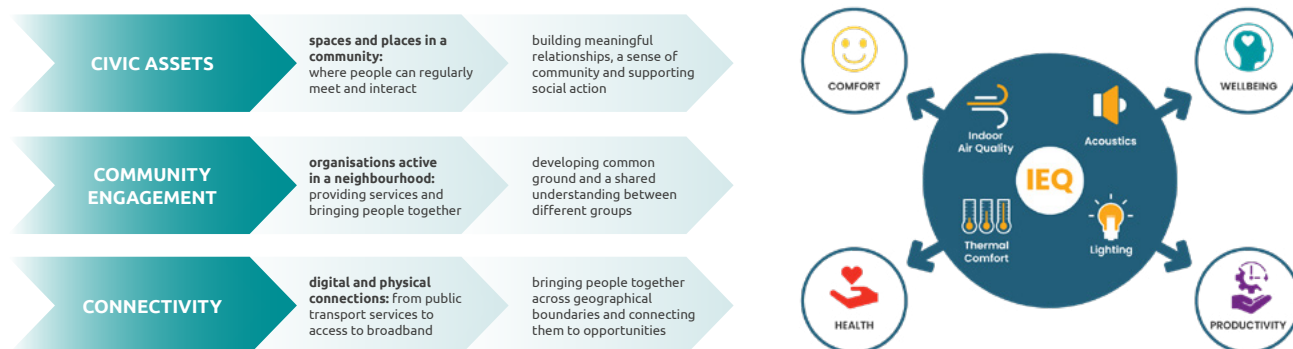 CIVIC ASSETS
spaces and places in a
community:
where people can regularly
meet and interact
building meaningful
relationships, a sense of
community and supporting
social action
COMMUNITY
ENGAGEMENT
organisations active
in a neighbourhood:
providing services and
bringing people together
developing common
ground and a shared
understanding between
different groups
CONNECTIVITY
digital and physical
connections: from public
transport services to
access to broadband
bringing people together
across geographical
boundaries and connecting
them to opportunities
COMFORT
WELLBEING
Indoor
Air Quality
Acoustics
IEQ
Thermal
Comfort
Lighting
HEALTH
PRODUCTIVITY